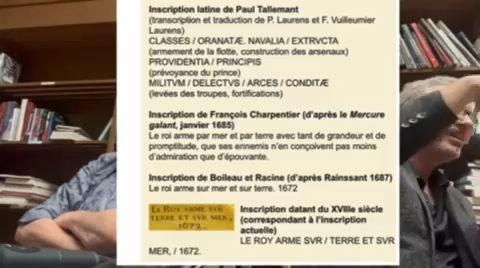 Inscription latine de Paul Tallemant
(transcription et traduction de P. Laurens et F. Vuilleumier
Laurens)
CLASSES / ORANATÆ. NAVALIA / EXTRVCTA
(armement de la flotte, construction des arsenaux)
PROVIDENTIA / PRINCIPIS
(prévoyance du prince)
MILITVM / DELECTVS / ARCES / CONDITÆ
(levées des troupes, fortifications)
Inscription de François Charpentier (d'après le Mercure
galant, janvier 1685)
Le roi arme par mer et par terre avec tant de grandeur et de
promptitude, que ses ennemis n'en conçoivent pas moins
d'admiration que d'épouvante.
Inscription de Boileau et Racine (d'après Rainssant 1687)
Le roi arme sur mer et sur terre. 1672
LE ROY ARME SVR
TERRE ET SVR MER,
1672.
Inscription datant du XVIIIe siècle
(correspondant à l'inscription
actuelle)
LE ROY ARME SVR / TERRE ET SVR
MER, / 1672.